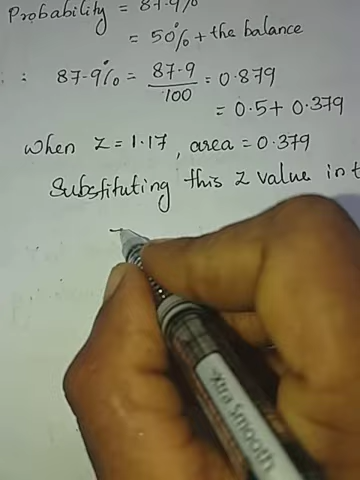 Probability = 87.9%
= 50% + the balance
∴ 87.9% = 87.9/100 = 0.879
= 0.5 + 0.379
When Z = 1.17, area = 0.379
Substituting this Z value in
Xtra Smooth